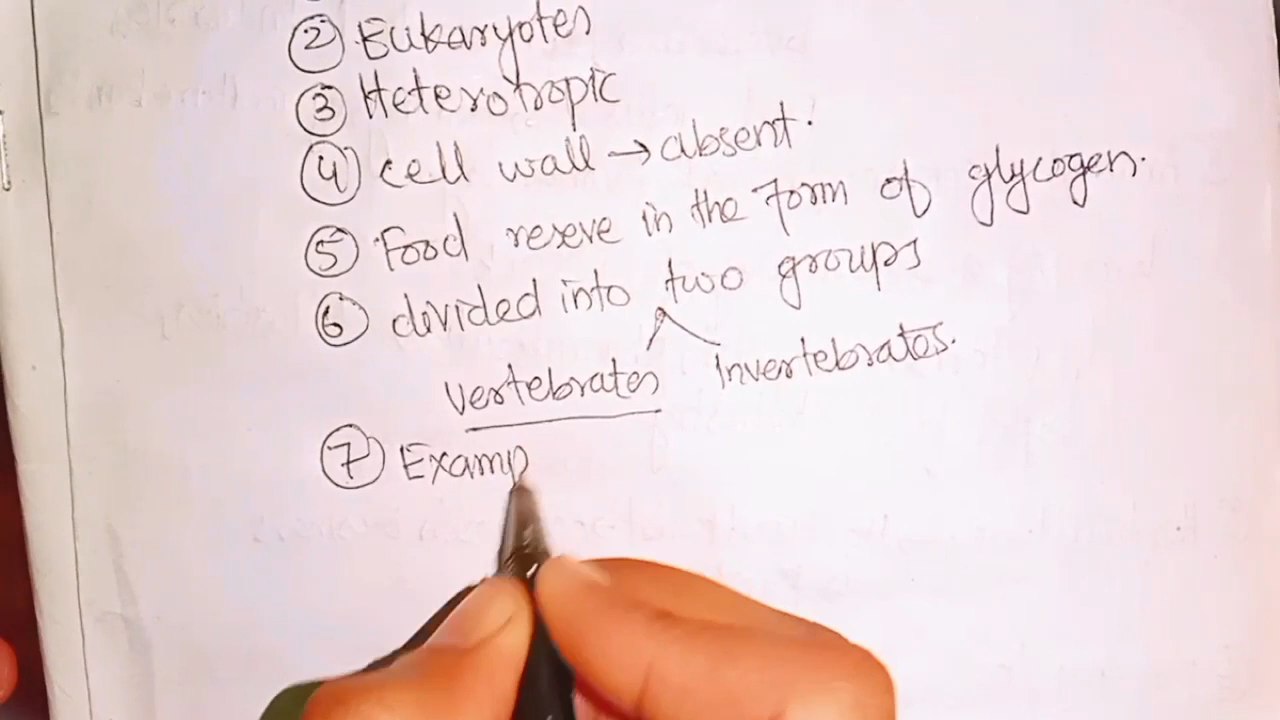 ② Eukaryotes
③ Heterotropic
④ cell wall → absent.
⑤ Food reseve in the form of glycogen.
⑥ divided into two groups
Vertebrates Invertebrates.
⑦ Examp